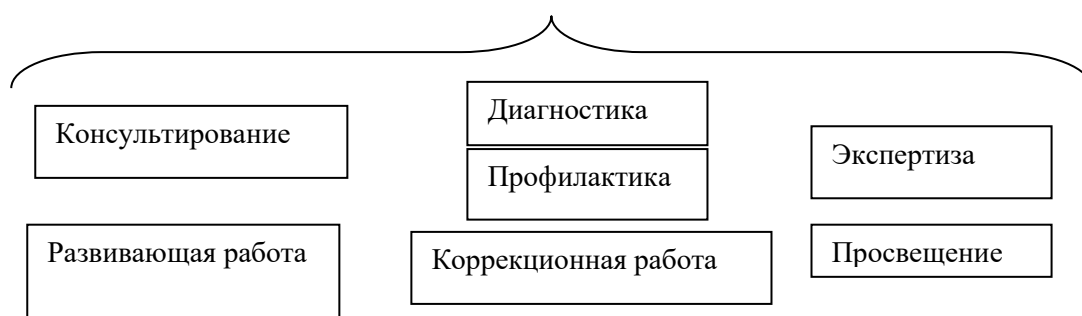 Консультирование
Диагностика
Профилактика
Экспертиза
Развивающая работа
Коррекционная работа
Просвещение